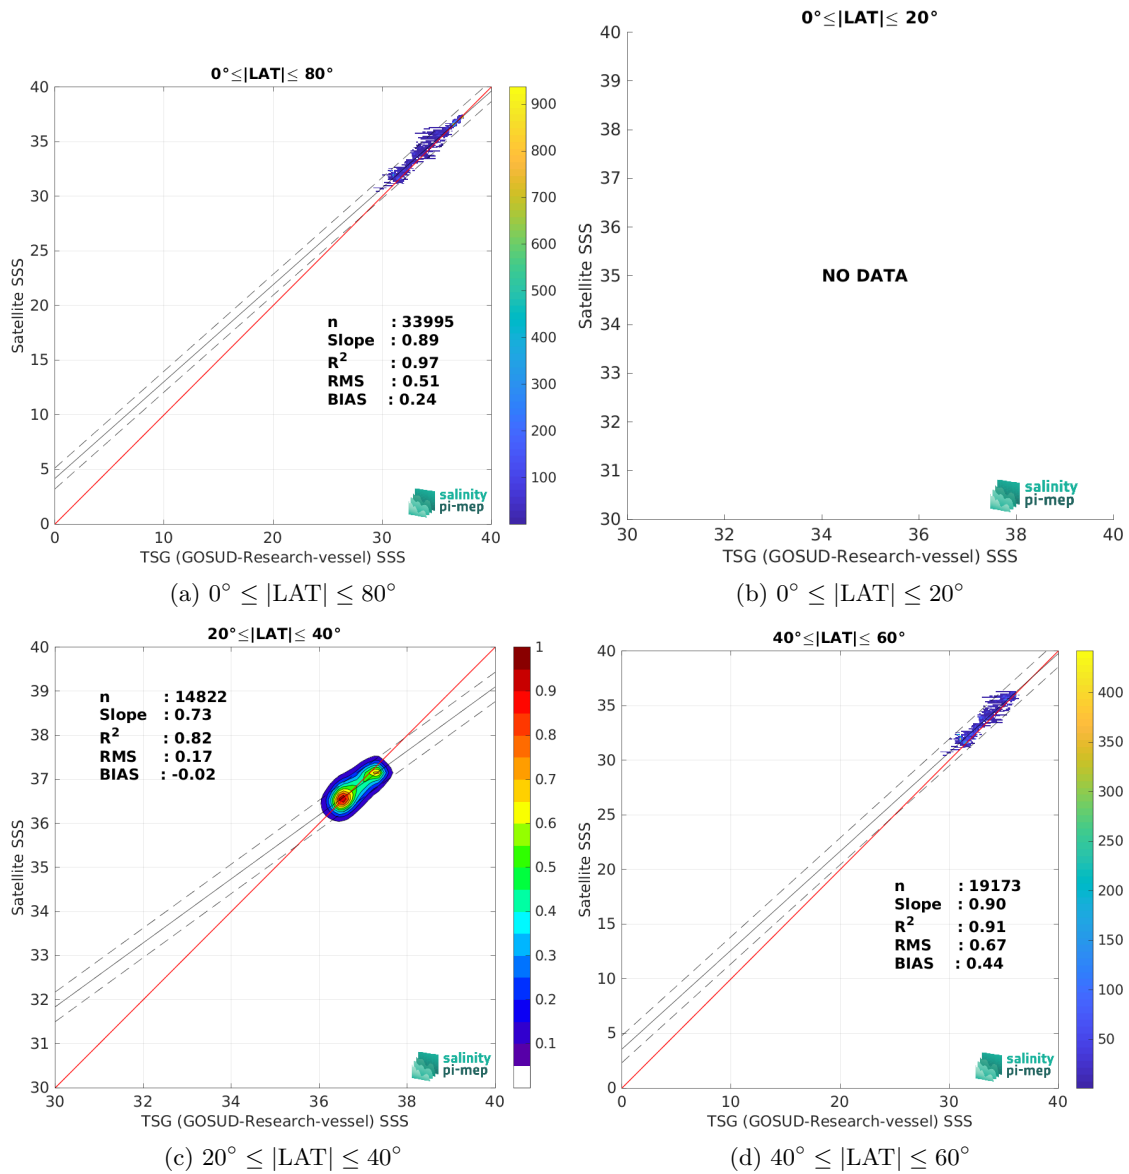 0°≤|LAT|≤ 80°
Satellite SSS
40
35
30
25
20
15
10
5
0
0 10 20 30 40
TSG (GOSUD-Research-vessel) SSS
n : 33995
Slope : 0.89
R² : 0.97
RMS : 0.51
BIAS : 0.24
salinity
pi-mep
900
800
700
600
500
400
300
200
100
(a) 0° ≤ |LAT| ≤ 80°
0°≤|LAT|≤ 20°
Satellite SSS
40
39
38
37
36
35
34
33
32
31
30
30 32 34 36 38 40
TSG (GOSUD-Research-vessel) SSS
NO DATA
salinity
pi-mep
(b) 0° ≤ |LAT| ≤ 20°
20°≤|LAT|≤ 40°
Satellite SSS
40
39
38
37
36
35
34
33
32
31
30
30 32 34 36 38 40
TSG (GOSUD-Research-vessel) SSS
n : 14822
Slope : 0.73
R² : 0.82
RMS : 0.17
BIAS : -0.02
salinity
pi-mep
1
0.9
0.8
0.7
0.6
0.5
0.4
0.3
0.2
0.1
(c) 20° ≤ |LAT| ≤ 40°
40°≤|LAT|≤ 60°
Satellite SSS
40
35
30
25
20
15
10
5
0
0 10 20 30 40
TSG (GOSUD-Research-vessel) SSS
n : 19173
Slope : 0.90
R² : 0.91
RMS : 0.67
BIAS : 0.44
salinity
pi-mep
400
350
300
250
200
150
100
50
(d) 40° ≤ |LAT| ≤ 60°